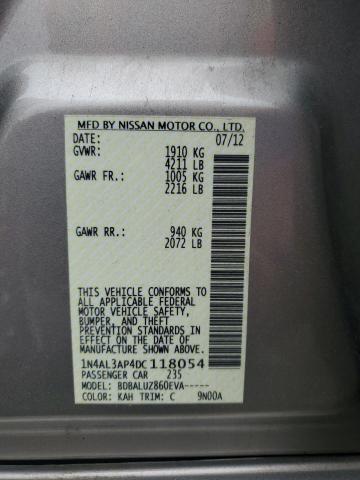 MFD BY NISSAN MOTOR CO., LTD.
DATE: 07/12
GVWR: 1910 KG
4211 LB
GAWR FR.: 1005 KG
2216 LB
GAWR RR.: 940 KG
2072 LB
THIS VEHICLE CONFORMS TO
ALL APPLICABLE FEDERAL
MOTOR VEHICLE SAFETY,
BUMPER, AND THEFT
PREVENTION STANDARDS IN
EFFECT ON THE DATE OF
MANUFACTURE SHOWN ABOVE.
1N4AL3AP4DC118054
PASSENGER CAR 235
MODEL: BDBALUZ860EVA-----
COLOR: KAH TRIM: C 9N00A